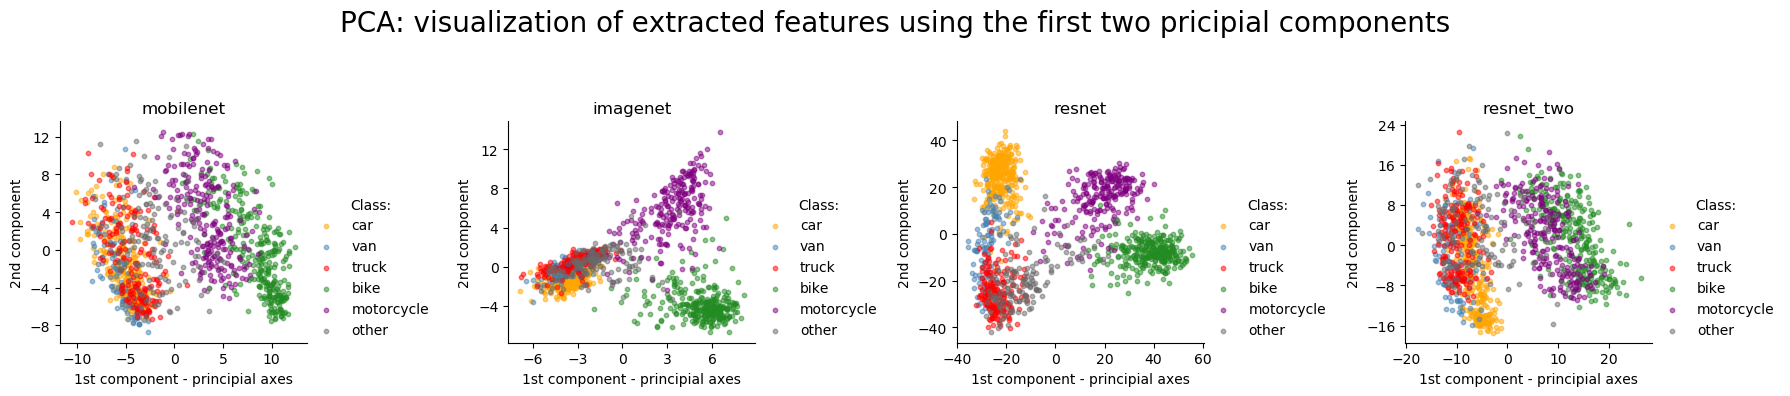 PCA: visualization of extracted features using the first two pricipial components
mobilenet
12
8
4
0
−4
−8
2nd component
−10 −5 0 5 10
1st component - principial axes
Class:
car
van
truck
bike
motorcycle
other
imagenet
12
8
4
0
−4
2nd component
−6 −3 0 3 6
1st component - principial axes
Class:
car
van
truck
bike
motorcycle
other
resnet
40
20
0
−20
−40
2nd component
−40 −20 0 20 40 60
1st component - principial axes
Class:
car
van
truck
bike
motorcycle
other
resnet_two
24
16
8
0
−8
−16
2nd component
−20 −10 0 10 20
1st component - principial axes
Class:
car
van
truck
bike
motorcycle
other